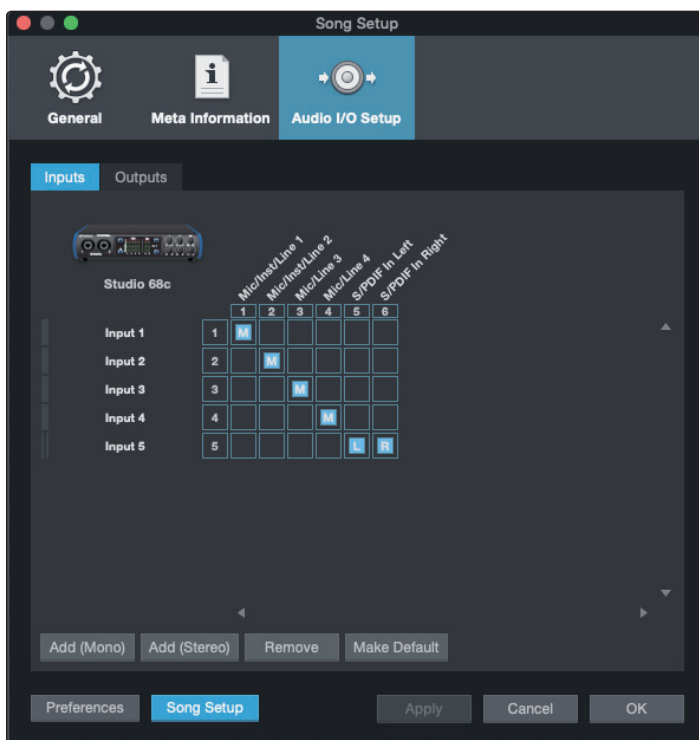 Song Setup
General
Meta Information
Audio I/O Setup
Inputs
Outputs
Studio 68c
Mic/Inst/Line 1
Mic/Inst/Line 2
Mic/Line 3
Mic/Line 4
S/PDIF In Left
S/PDIF In Right
1 2 3 4 5 6
Input 1 1 M
Input 2 2 M
Input 3 3 M
Input 4 4 M
Input 5 5 L R
Add (Mono) Add (Stereo) Remove Make Default
Preferences Song Setup Apply Cancel OK